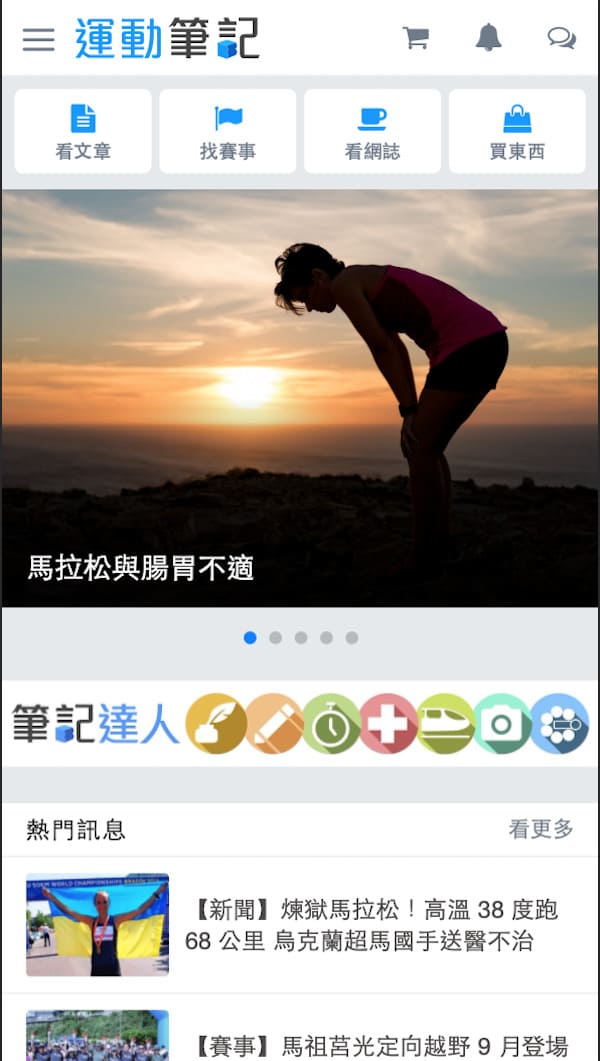 運動筆記
看文章
找賽事
看網誌
買東西
馬拉松與腸胃不適
筆記達人
熱門訊息
看更多
【新聞】煉獄馬拉松！高溫 38 度跑
68 公里 烏克蘭超馬國手送醫不治
【賽事】馬祖莒光定向越野 9 月登場